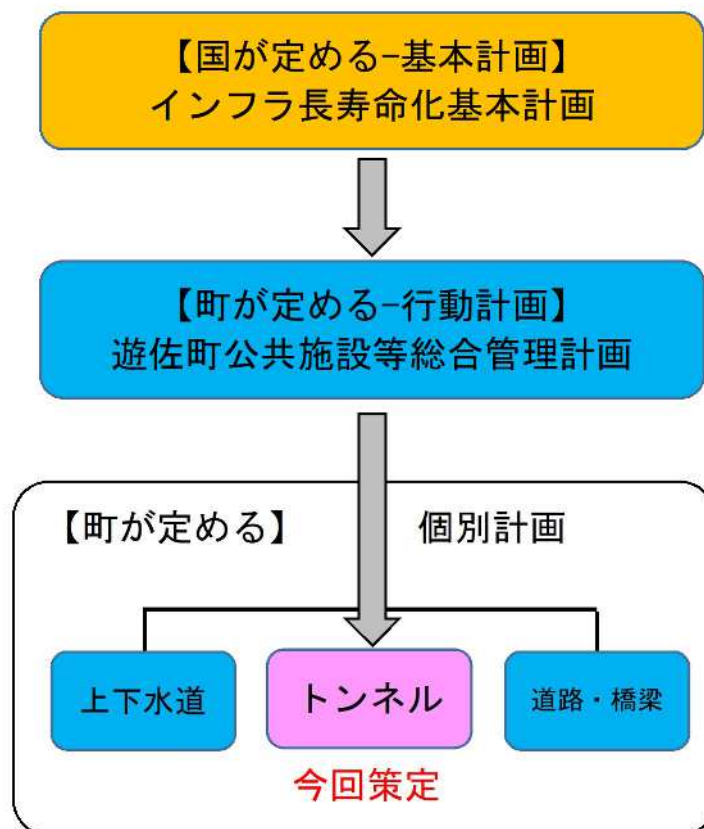 【国が定める−基本計画】
インフラ長寿命化基本計画
【町が定める−行動計画】
遊佐町公共施設等総合管理計画
【町が定める】 個別計画
上下水道
トンネル
道路・橋梁
今回策定